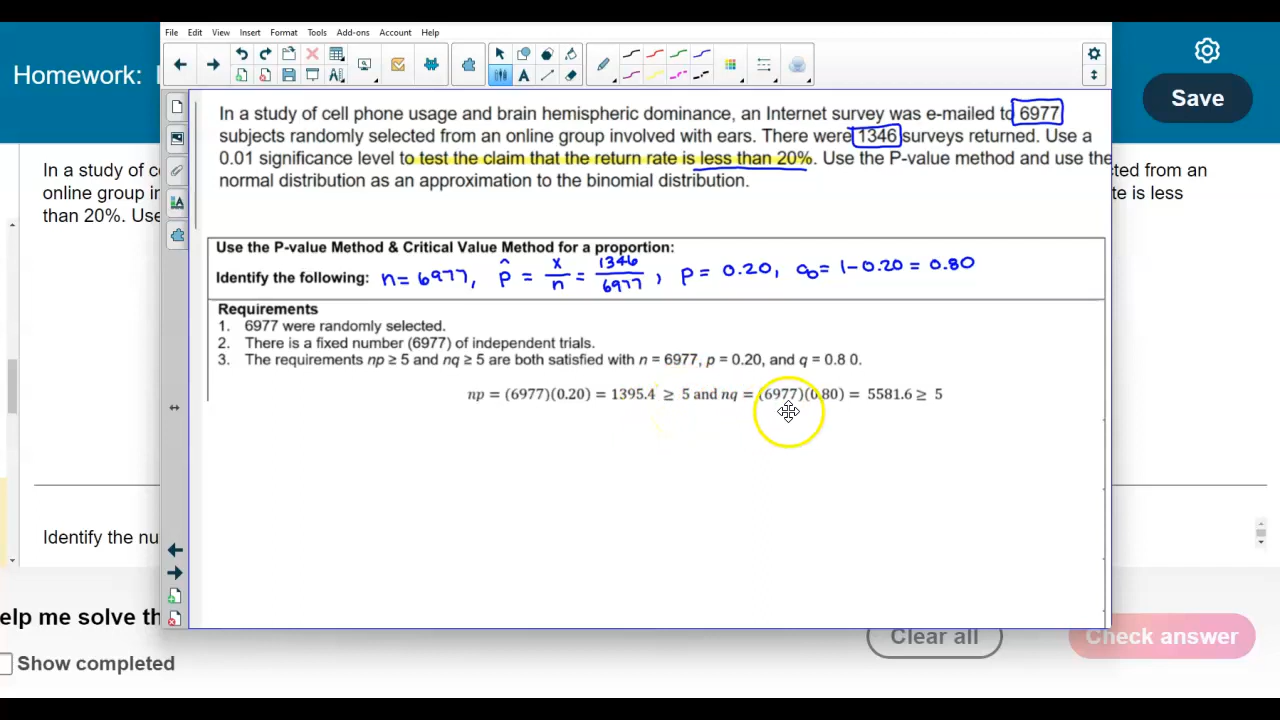 File Edit View Insert Format Tools Add-ons Account Help
Homework:
Save
In a study of cell phone usage and brain hemispheric dominance, an Internet survey was e-mailed to 6977
subjects randomly selected from an online group involved with ears. There were 1346 surveys returned. Use a
0.01 significance level to test the claim that the return rate is less than 20%. Use the P-value method and use the
normal distribution as an approximation to the binomial distribution.
In a study of c
online group in
than 20%. Use
ted from an
te is less
Use the P-value Method & Critical Value Method for a proportion:
Identify the following: n = 6977, p̂ = x/n = 1346/6977, p = 0.20, q = 1 - 0.20 = 0.80
Requirements
1. 6977 were randomly selected.
2. There is a fixed number (6977) of independent trials.
3. The requirements np ≥ 5 and nq ≥ 5 are both satisfied with n = 6977, p = 0.20, and q = 0.8 0.
np = (6977)(0.20) = 1395.4 ≥ 5 and nq = (6977)(0.80) = 5581.6 ≥ 5
Identify the nu
elp me solve th
Show completed
Clear all
Check answer